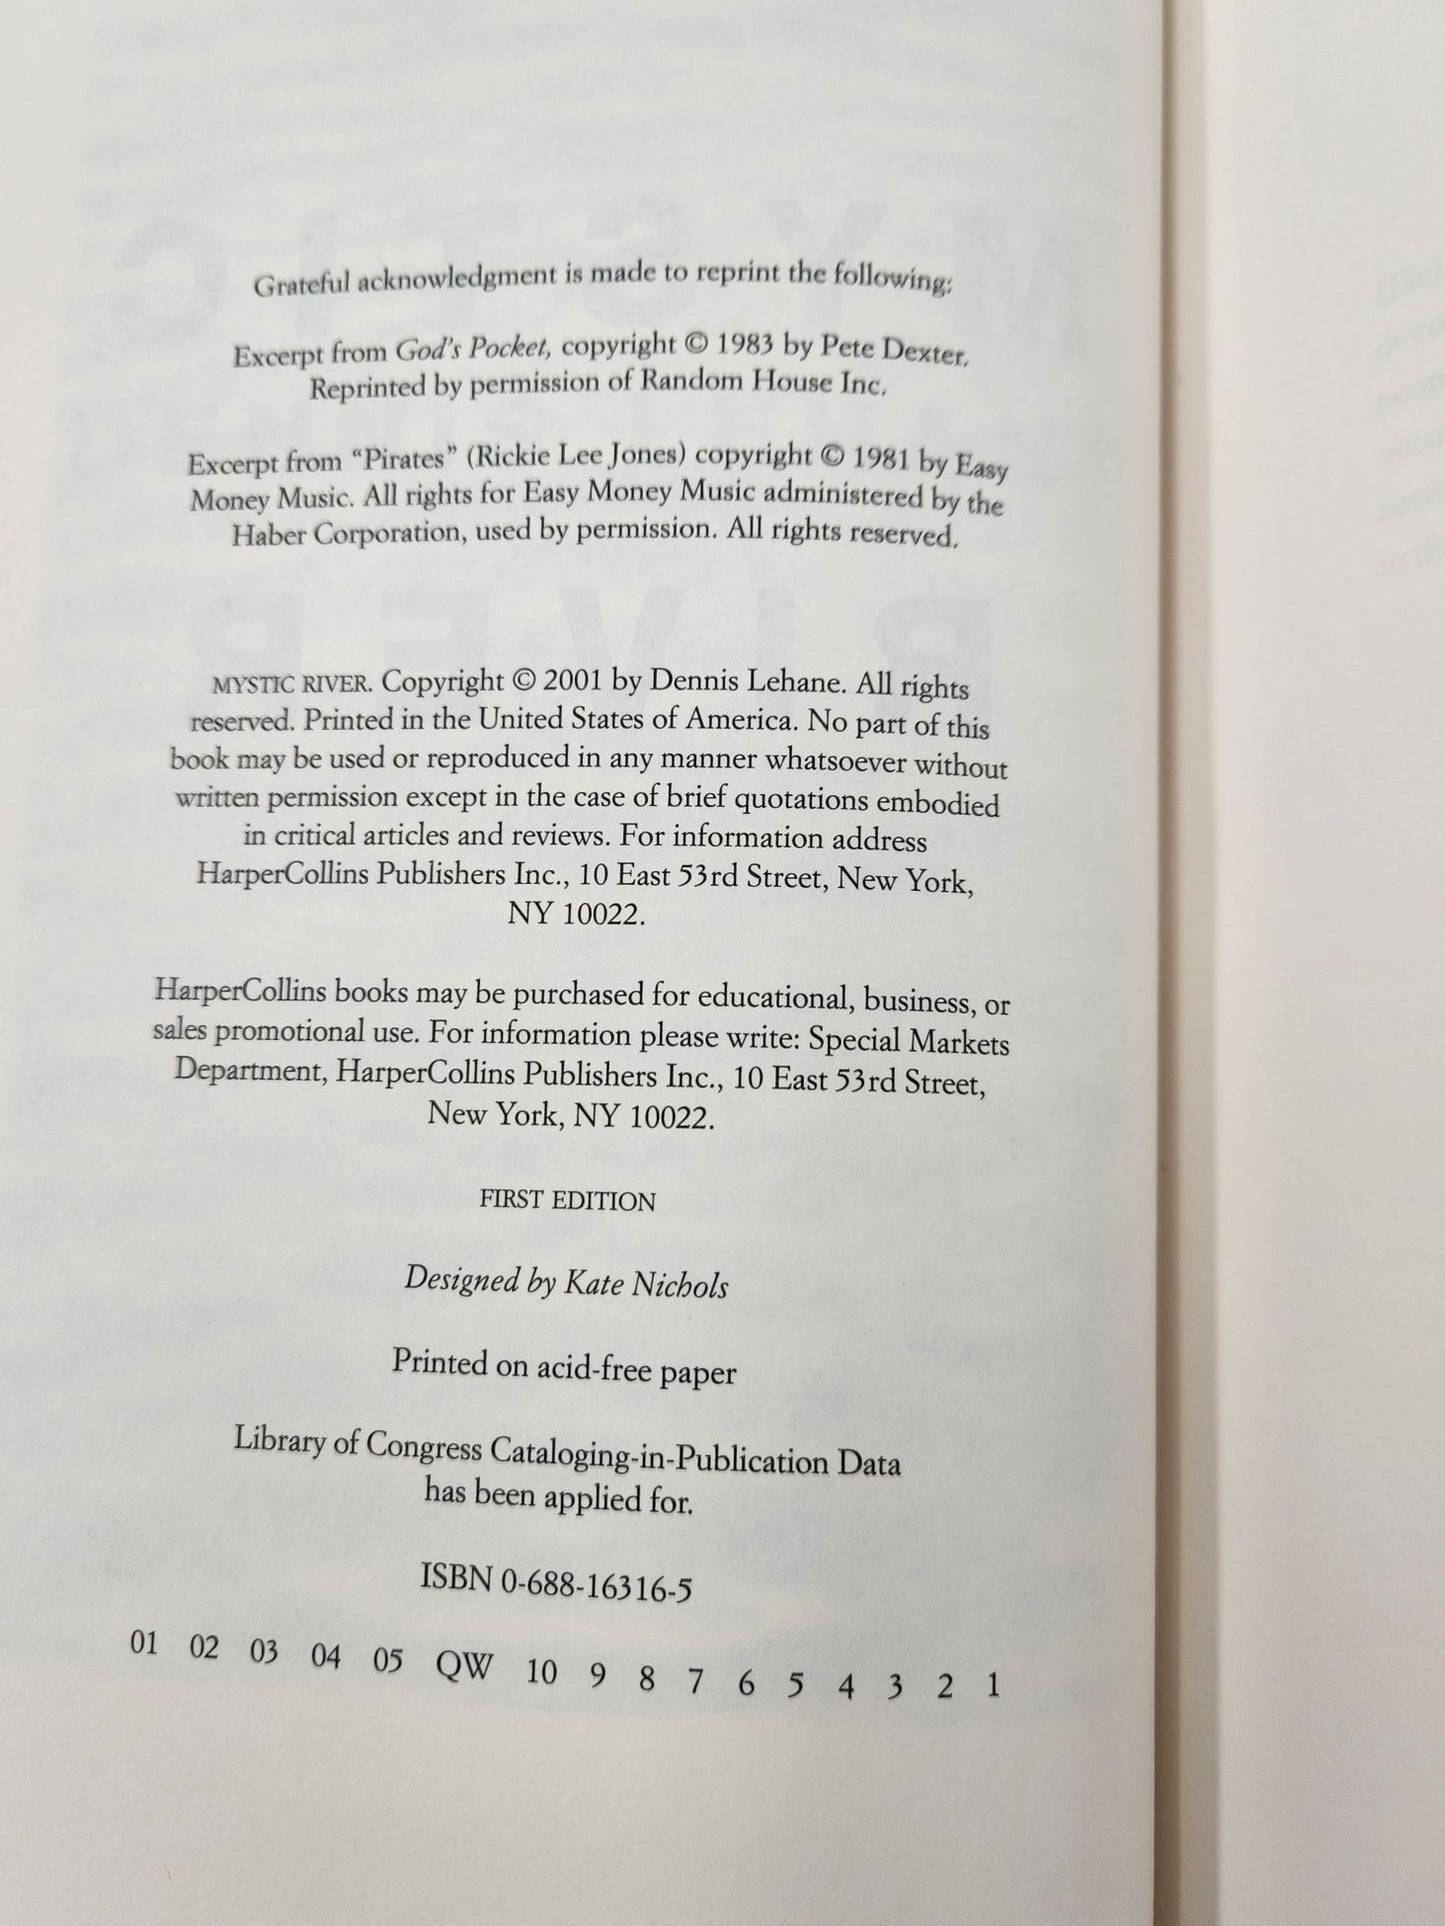 Grateful acknowledgment is made to reprint the following:
Excerpt from God's Pocket, copyright © 1983 by Pete Dexter.
Reprinted by permission of Random House Inc.
Excerpt from “Pirates” (Rickie Lee Jones) copyright © 1981 by Easy
Money Music. All rights for Easy Money Music administered by the
Haber Corporation, used by permission. All rights reserved.
MYSTIC RIVER. Copyright © 2001 by Dennis Lehane. All rights
reserved. Printed in the United States of America. No part of this
book may be used or reproduced in any manner whatsoever without
written permission except in the case of brief quotations embodied
in critical articles and reviews. For information address
HarperCollins Publishers Inc., 10 East 53rd Street, New York,
NY 10022.
HarperCollins books may be purchased for educational, business, or
sales promotional use. For information please write: Special Markets
Department, HarperCollins Publishers Inc., 10 East 53rd Street,
New York, NY 10022.
FIRST EDITION
Designed by Kate Nichols
Printed on acid-free paper
Library of Congress Cataloging-in-Publication Data
has been applied for.
ISBN 0-688-16316-5
01 02 03 04 05 QW 10 9 8 7 6 5 4 3 2 1